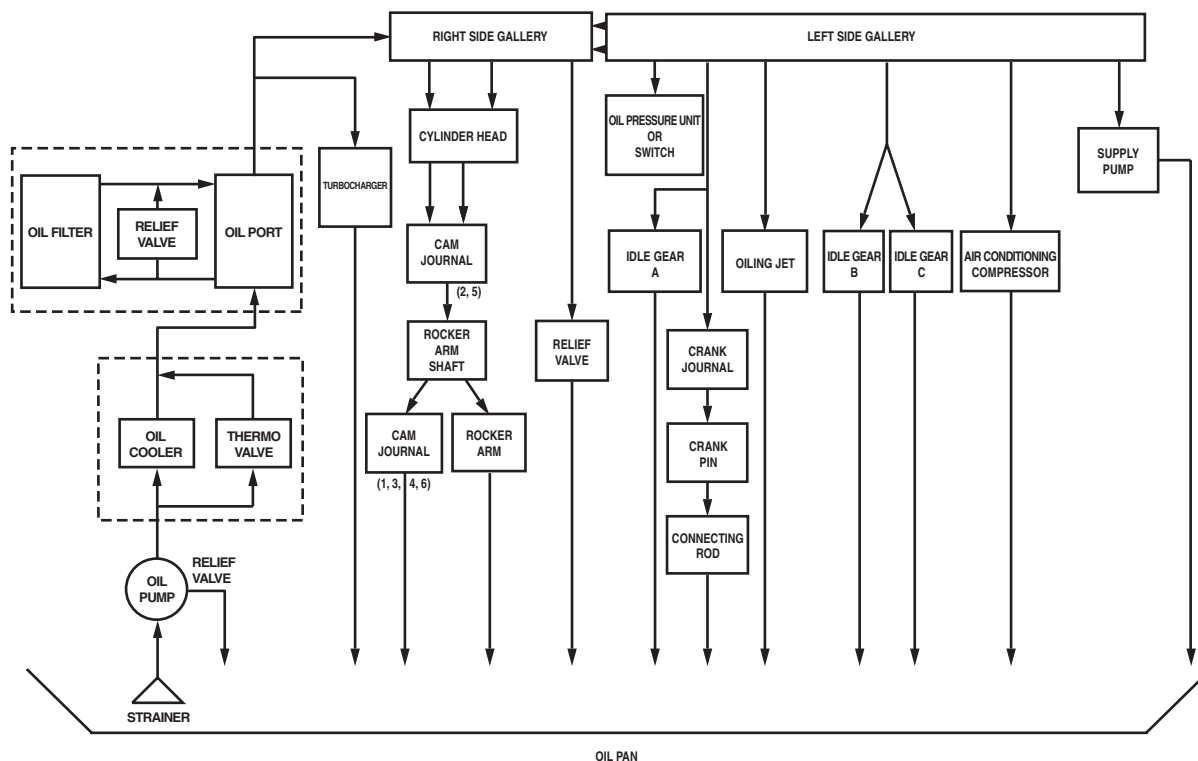 RIGHT SIDE GALLERY
LEFT SIDE GALLERY
CYLINDER HEAD
OIL PRESSURE UNIT
OR
SWITCH
SUPPLY
PUMP
TURBOCHARGER
OIL FILTER
RELIEF
VALVE
OIL PORT
CAM
JOURNAL
(2, 5)
IDLE GEAR
A
OILING JET
IDLE GEAR
B
IDLE GEAR
C
AIR CONDITIONING
COMPRESSOR
ROCKER
ARM
SHAFT
RELIEF
VALVE
CRANK
JOURNAL
OIL
COOLER
THERMO
VALVE
CAM
JOURNAL
(1, 3, 4, 6)
ROCKER
ARM
CRANK
PIN
CONNECTING
ROD
OIL
PUMP
RELIEF
VALVE
STRAINER
OIL PAN